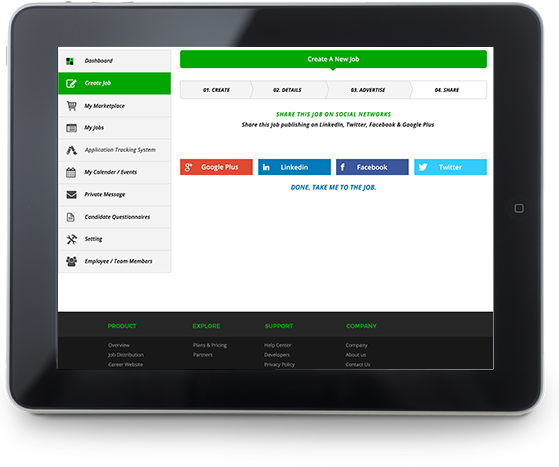 Dashboard
Create Job
My Marketplace
My Jobs
Application Tracking System
My Calender / Events
Private Message
Candidate Questionnaires
Setting
Employee / Team Members
Create A New Job
01. CREATE
02. DETAILS
03. ADVERTISE
04. SHARE
SHARE THIS JOB ON SOCIAL NETWORKS
Share this job publishing on LinkedIn, Twitter, Facebook & Google Plus
Google Plus
Linkedin
Facebook
Twitter
DONE. TAKE ME TO THE JOB.
PRODUCT
Overview
Job Distribution
Career Website
EXPLORE
Plans & Pricing
Partners
SUPPORT
Help Center
Developers
Privacy Policy
COMPANY
Company
About us
Contact Us